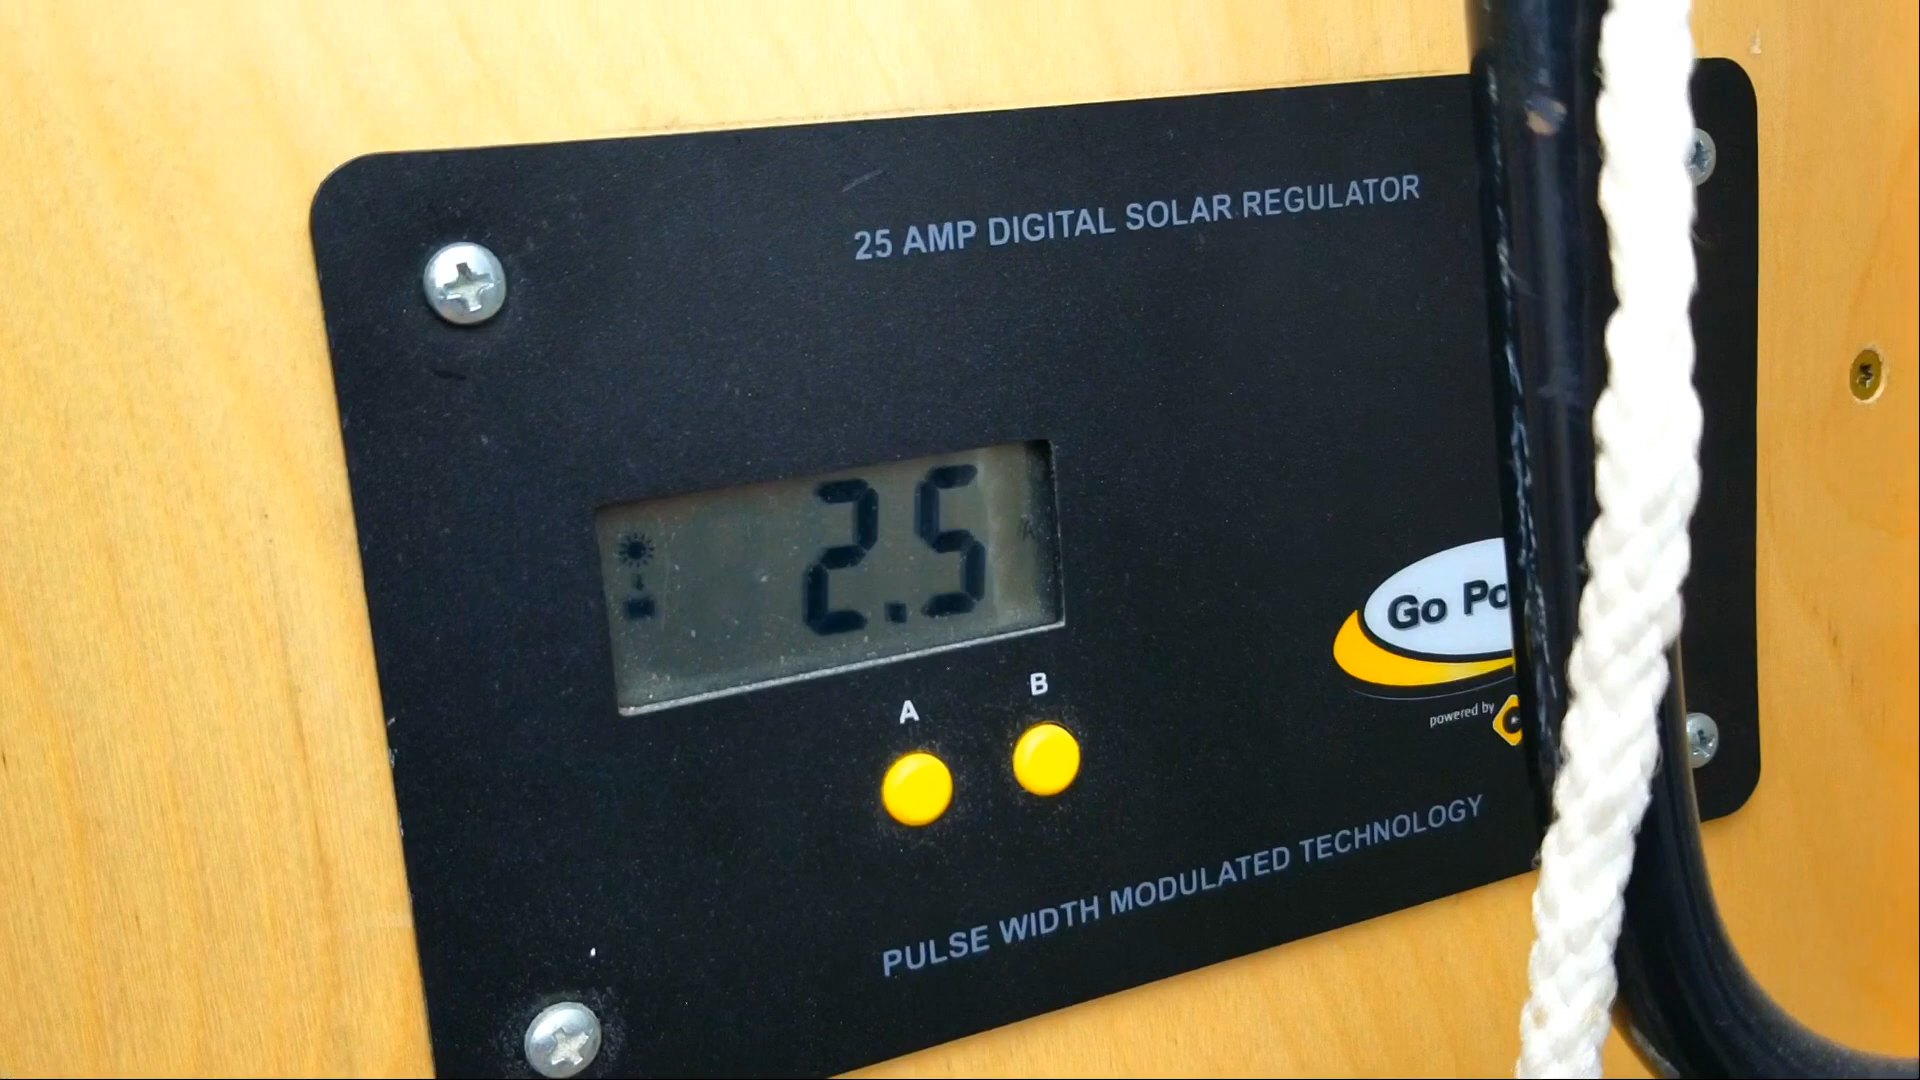 25 AMP DIGITAL SOLAR REGULATOR
2.5
A B
Go Po
powered by
PULSE WIDTH MODULATED TECHNOLOGY